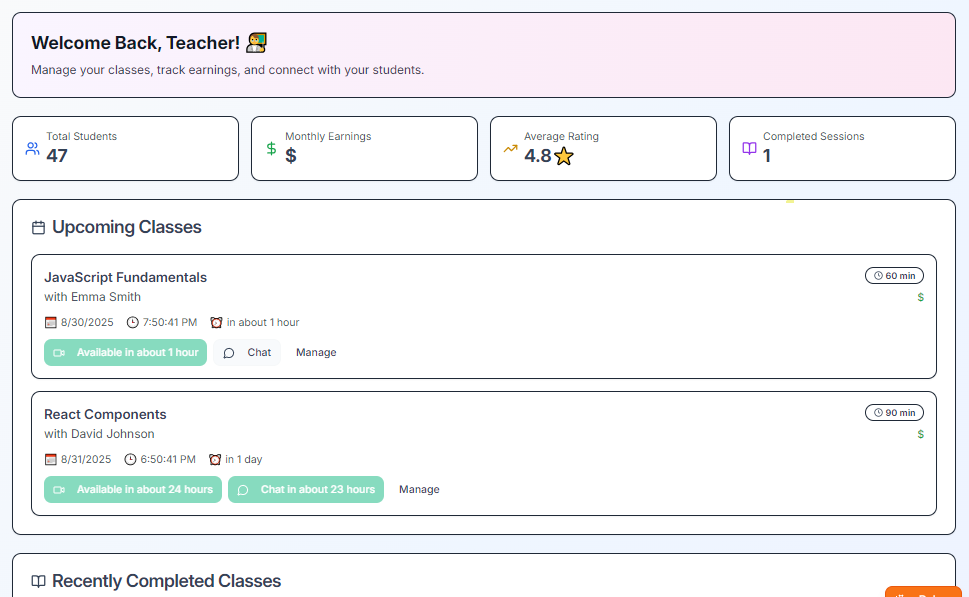 Welcome Back, Teacher! 👩‍🏫
Manage your classes, track earnings, and connect with your students.
Total Students
47
Monthly Earnings
$
Average Rating
4.8⭐
Completed Sessions
1
Upcoming Classes
JavaScript Fundamentals
60 min
with Emma Smith
$
8/30/2025 7:50:41 PM in about 1 hour
Available in about 1 hour Chat Manage
React Components
90 min
with David Johnson
$
8/31/2025 6:50:41 PM in 1 day
Available in about 24 hours Chat in about 23 hours Manage
Recently Completed Classes